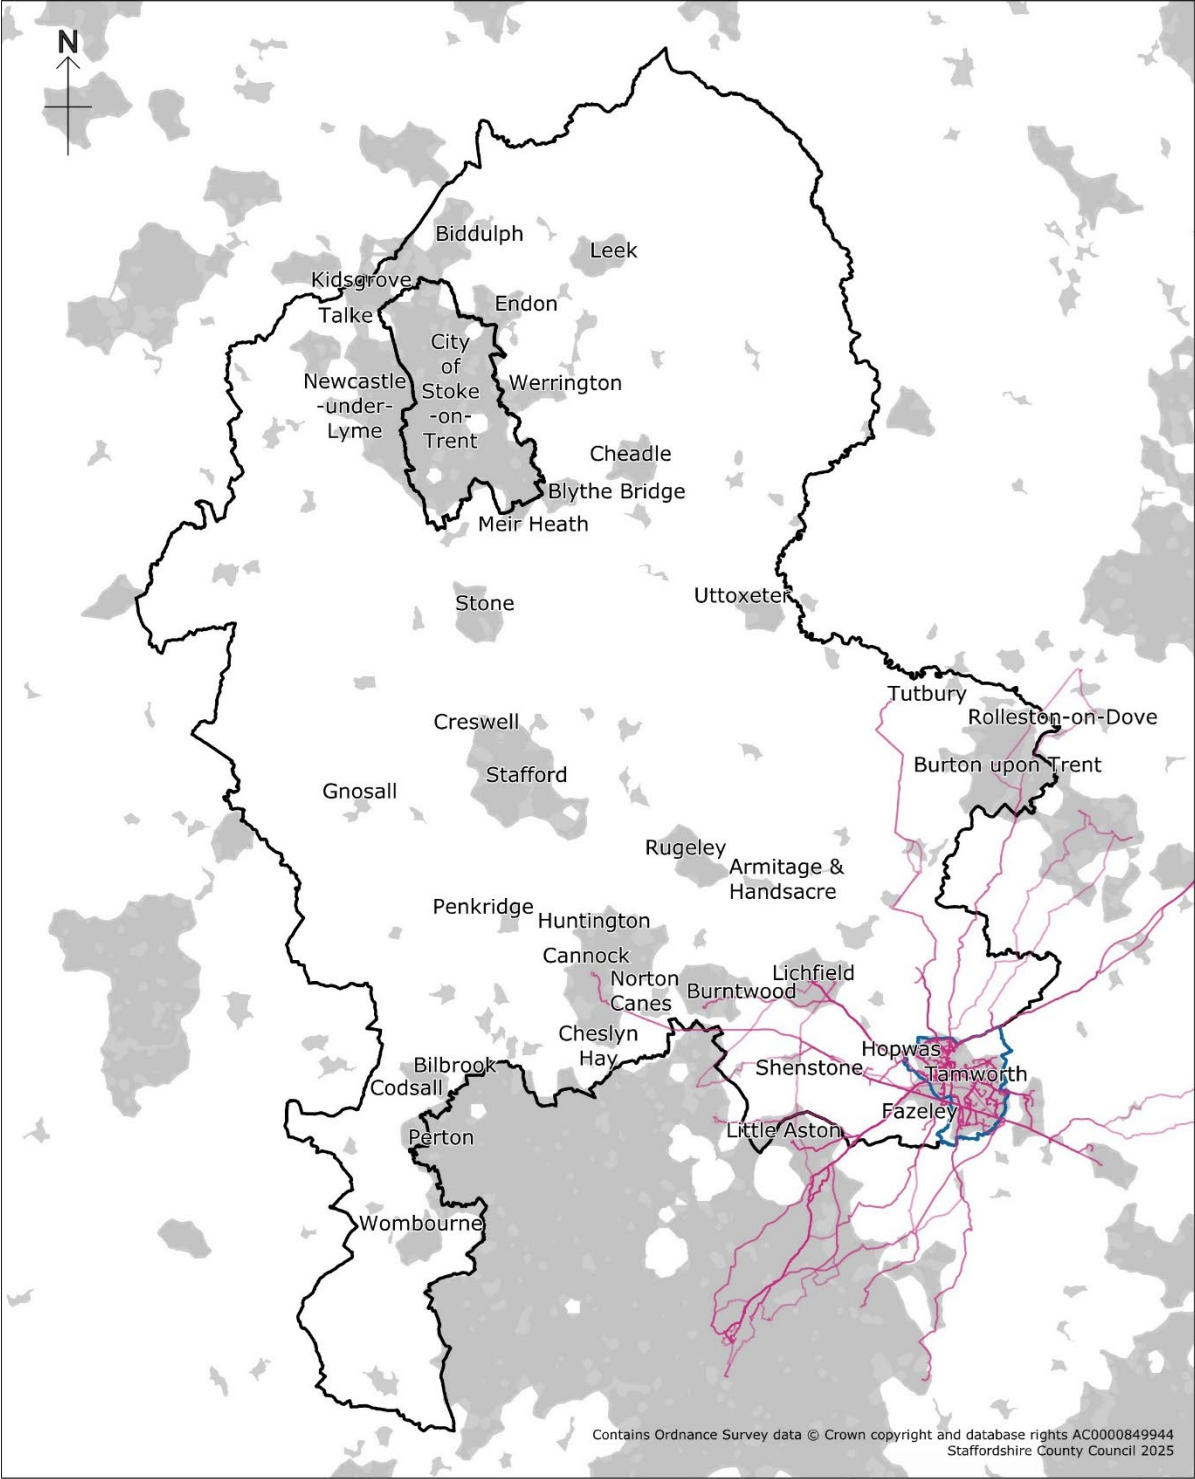 N
Biddulph
Leek
Kidsgrove
Endon
Talke
City
of
Stoke
-on-
Trent
Newcastle
-under-
Lyme
Werrington
Cheadle
Blythe Bridge
Meir Heath
Uttoxeter
Stone
Tutbury
Rolleston-on-Dove
Creswell
Burton upon Trent
Stafford
Gnosall
Rugeley
Armitage &
Handsacre
Penkridge
Huntington
Cannock
Lichfield
Norton
Canes
Burntwood
Cheslyn
Hay
Hopwas
Bilbrook
Shenstone
Tamworth
Codsall
Fazeley
Little Aston
Perton
Wombourne
Contains Ordnance Survey data © Crown copyright and database rights AC0000849944
Staffordshire County Council 2025